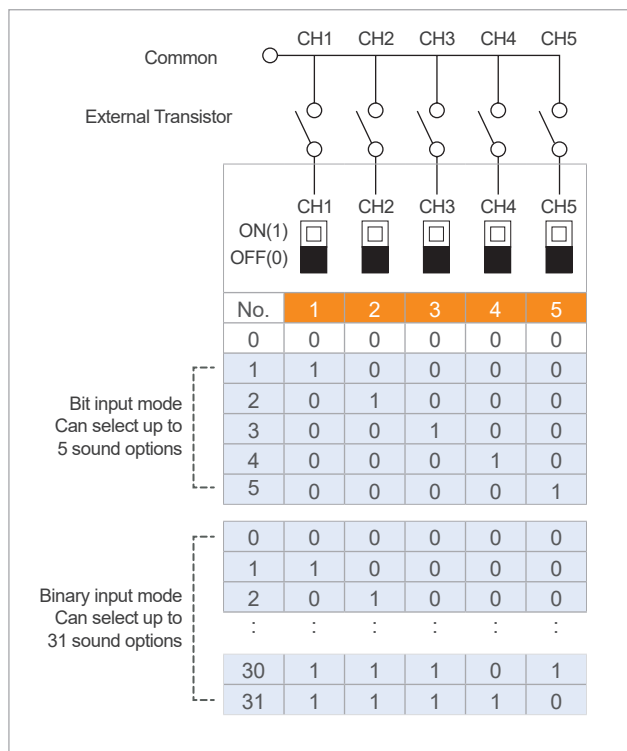 CH1 CH2 CH3 CH4 CH5
Common
External Transistor
CH1 CH2 CH3 CH4 CH5
ON(1)
OFF(0)
No. 1 2 3 4 5
0 0 0 0 0 0
1 1 0 0 0 0
2 0 1 0 0 0
3 0 0 1 0 0
4 0 0 0 1 0
5 0 0 0 0 1
Bit input mode
Can select up to
5 sound options
0 0 0 0 0 0
1 1 0 0 0 0
2 0 1 0 0 0
: : : : : :
30 1 1 1 0 1
31 1 1 1 1 0
Binary input mode
Can select up to
31 sound options